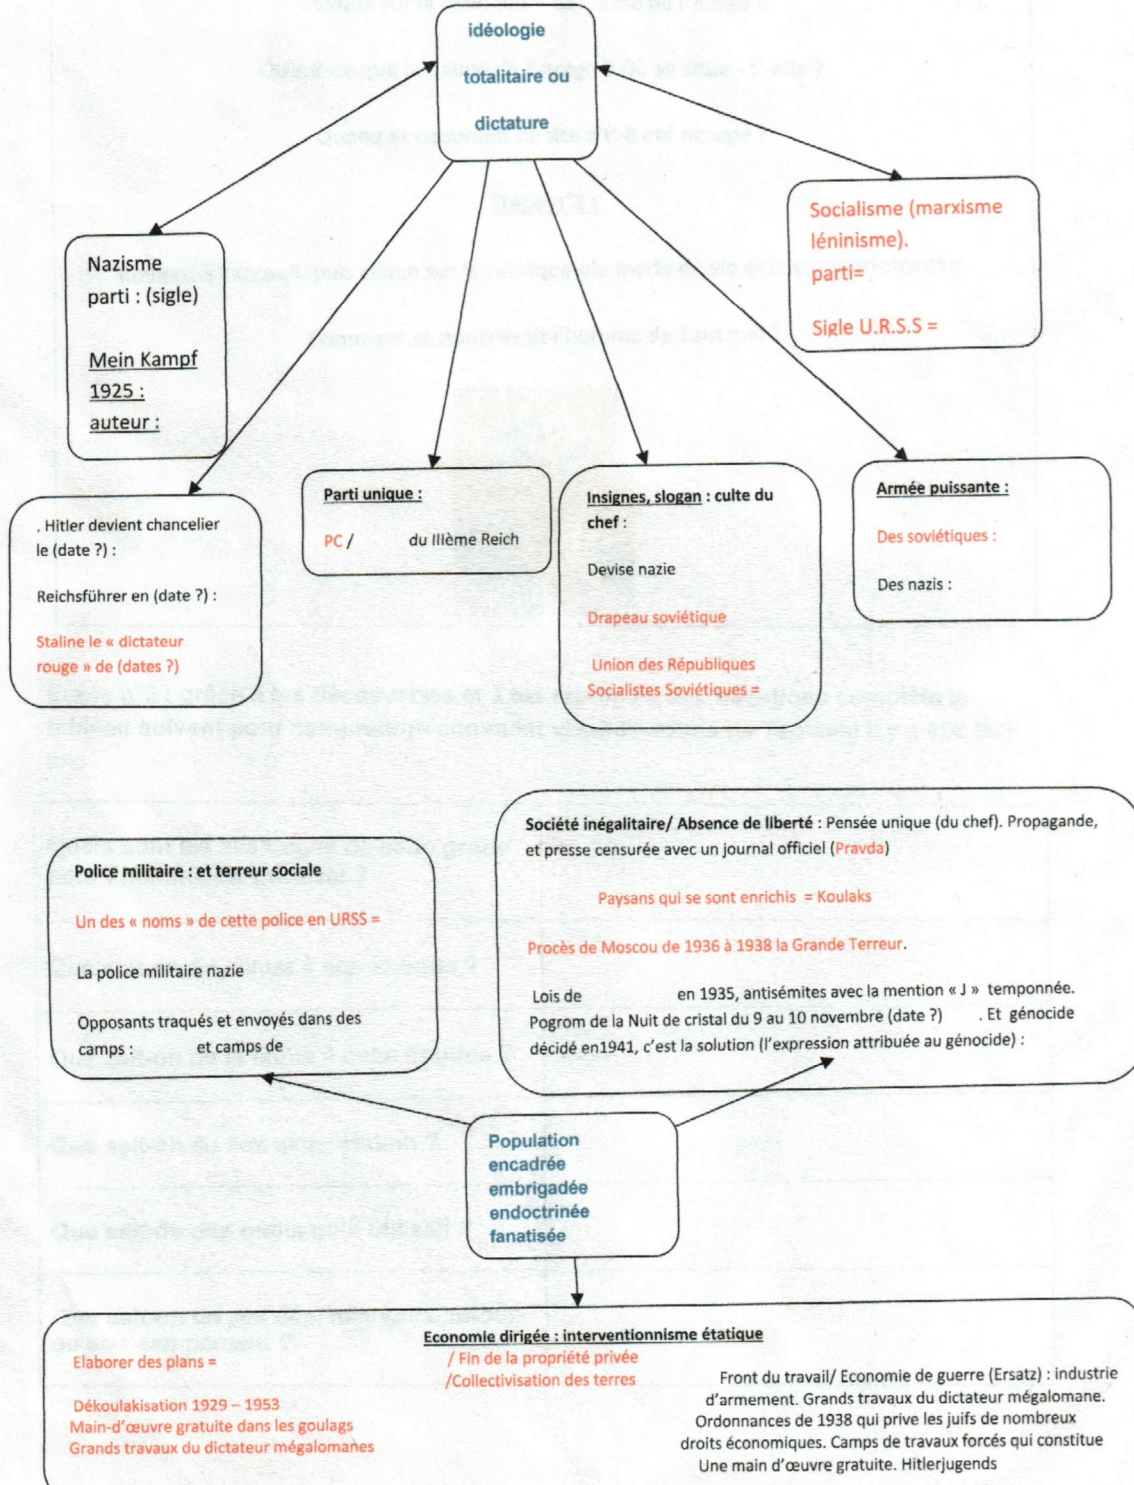 idéologie
totalitaire ou
dictature
Socialisme (marxisme
léninisme).
parti=
Sigle U.R.S.S =
Nazisme
parti : (sigle)
Mein Kampf
1925 :
auteur :
. Hitler devient chancelier
le (date ?) :
Reichsführer en (date ?) :
Staline le « dictateur
rouge » de (dates ?)
Parti unique :
PC / du IIIème Reich
Insignes, slogan : culte du
chef :
Devise nazie
Drapeau soviétique
Union des Républiques
Socialistes Soviétiques =
Armée puissante :
Des soviétiques :
Des nazis :
Police militaire : et terreur sociale
Un des « noms » de cette police en URSS =
La police militaire nazie
Opposants traqués et envoyés dans des
camps : et camps de
Société inégalitaire/ Absence de liberté : Pensée unique (du chef). Propagande,
et presse censurée avec un journal officiel (Pravda)
Paysans qui se sont enrichis = Koulaks
Procès de Moscou de 1936 à 1938 la Grande Terreur.
Lois de en 1935, antisémites avec la mention « J » temponnée.
Pogrom de la Nuit de cristal du 9 au 10 novembre (date ?) . Et génocide
décidé en1941, c'est la solution (l'expression attribuée au génocide) :
Population
encadrée
embrigadée
endoctrinée
fanatisée
Economie dirigée : interventionnisme étatique
Elaborer des plans = / Fin de la propriété privée
/Collectivisation des terres
Dékoulakisation 1929 – 1953
Main-d'œuvre gratuite dans les goulags
Grands travaux du dictateur mégalomanes
Front du travail/ Economie de guerre (Ersatz) : industrie
d'armement. Grands travaux du dictateur mégalomane.
Ordonnances de 1938 qui prive les juifs de nombreux
droits économiques. Camps de travaux forcés qui constitue
Une main d'œuvre gratuite. Hitlerjugends